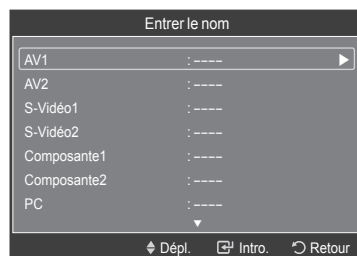 Entrer le nom
AV1 : ---- ▶
AV2 : ----
S-Vidéo1 : ----
S-Vidéo2 : ----
Composante1 : ----
Composante2 : ----
PC : ----
▼
Dépl. Intro. Retour